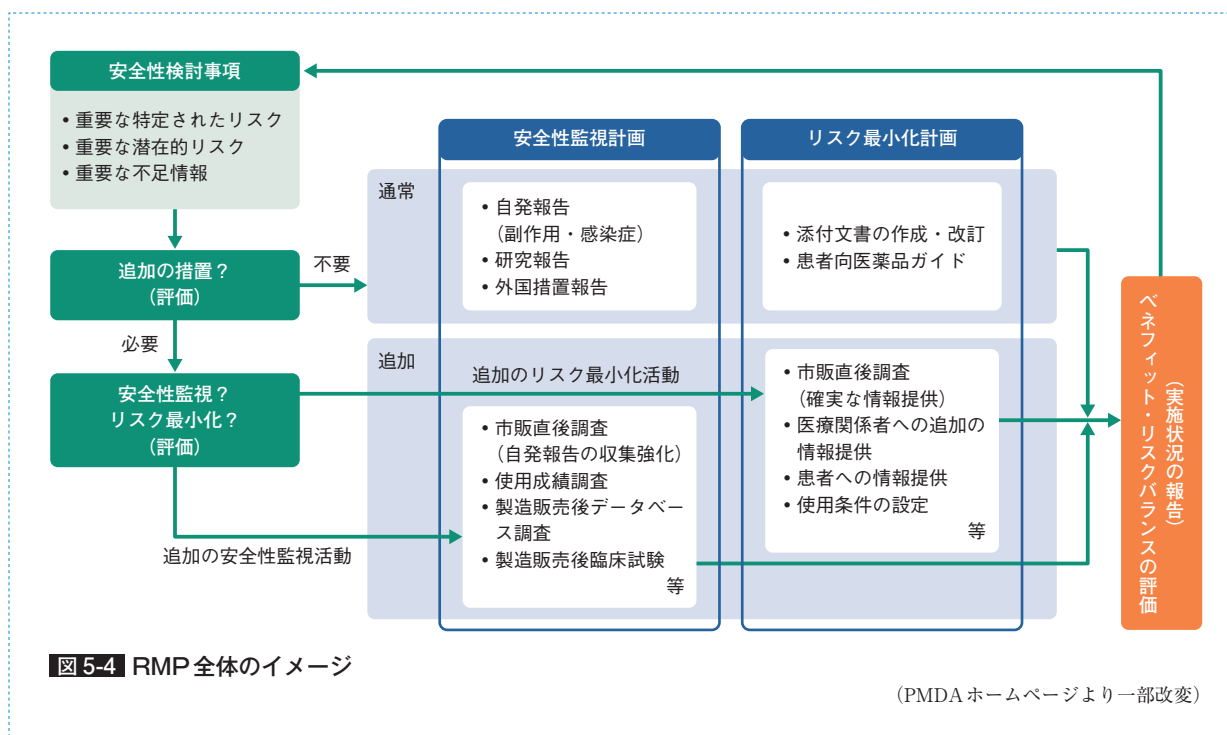 安全性検討事項
• 重要な特定されたリスク
• 重要な潜在的リスク
• 重要な不足情報
追加の措置？
（評価）
不要
必要
安全性監視？
リスク最小化？
（評価）
追加の安全性監視活動
安全性監視計画
リスク最小化計画
通常
• 自発報告
（副作用・感染症）
• 研究報告
• 外国措置報告
• 添付文書の作成・改訂
• 患者向医薬品ガイド
追加
追加のリスク最小化活動
• 市販直後調査
（自発報告の収集強化）
• 使用成績調査
• 製造販売後データベー
ス調査
• 製造販売後臨床試験
等
• 市販直後調査
（確実な情報提供）
• 医療関係者への追加の
情報提供
• 患者への情報提供
• 使用条件の設定
等
（実施状況の報告）
ベネフィット・リスクバランスの評価
図 5-4 RMP全体のイメージ
（PMDAホームページより一部改変）